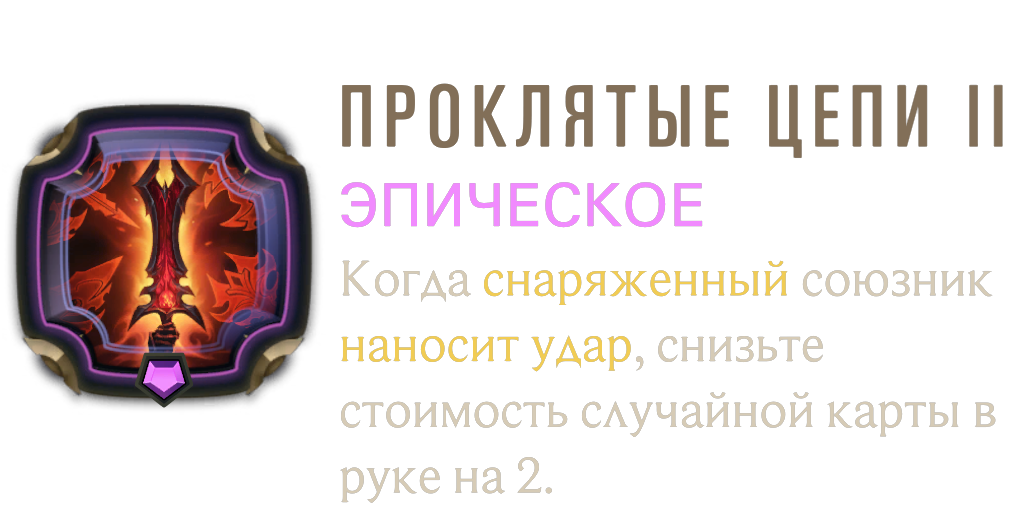 ПРОКЛЯТЫЕ ЦЕПИ II
ЭПИЧЕСКОЕ
Когда снаряженный союзник
наносит удар, снизьте
стоимость случайной карты в
руке на 2.